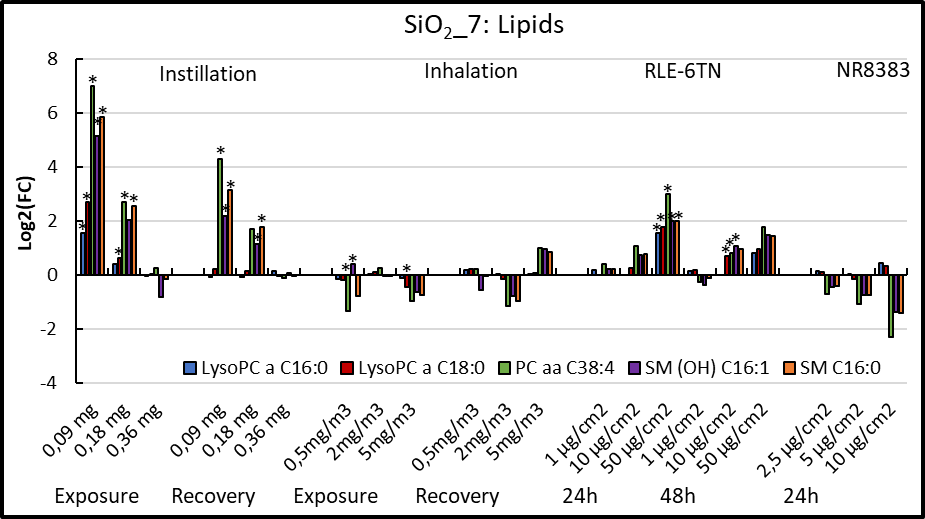 SiO2_7: Lipids
Instillation Inhalation RLE-6TN NR8383
Log2(FC)
8
6
4
2
0
-2
-4
* * * * *
* * * *
* * *
* *
* *
*
* * * * *
* * *
LysoPC a C16:0 LysoPC a C18:0 PC aa C38:4 SM (OH) C16:1 SM C16:0
0,09 mg 0,18 mg 0,36 mg 0,09 mg 0,18 mg 0,36 mg 0,5mg/m3 2mg/m3 5mg/m3 0,5mg/m3 2mg/m3 5mg/m3 1 µg/cm2 10 µg/cm2 50 µg/cm2 1 µg/cm2 10 µg/cm2 50 µg/cm2 2,5 µg/cm2 5 µg/cm2 10 µg/cm2
Exposure Recovery Exposure Recovery 24h 48h 24h